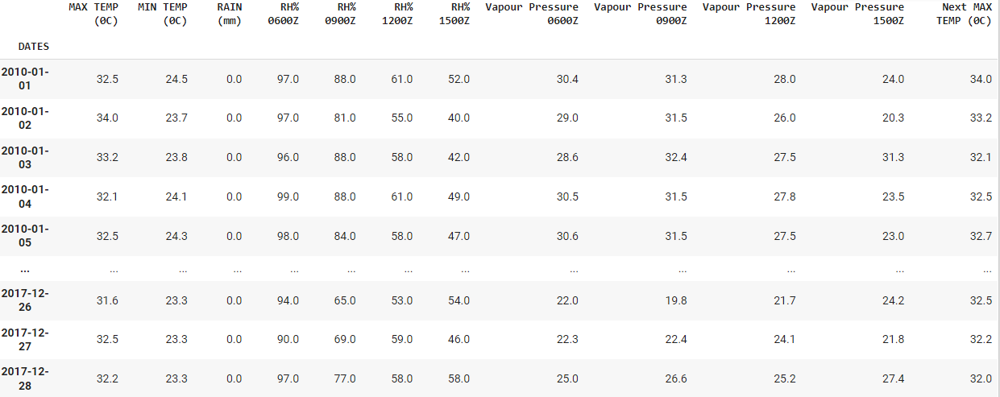 MAX TEMP MIN TEMP RAIN RH% RH% RH% RH% Vapour Pressure Vapour Pressure Vapour Pressure Vapour Pressure Next MAX
(0C) (0C) (mm) 0600Z 0900Z 1200Z 1500Z 0600Z 0900Z 1200Z 1500Z TEMP (0C)
DATES
2010-01-
01 32.5 24.5 0.0 97.0 88.0 61.0 52.0 30.4 31.3 28.0 24.0 34.0
2010-01-
02 34.0 23.7 0.0 97.0 81.0 55.0 40.0 29.0 31.5 26.0 20.3 33.2
2010-01-
03 33.2 23.8 0.0 96.0 88.0 58.0 42.0 28.6 32.4 27.5 31.3 32.1
2010-01-
04 32.1 24.1 0.0 99.0 88.0 61.0 49.0 30.5 31.5 27.8 23.5 32.5
2010-01-
05 32.5 24.3 0.0 98.0 84.0 58.0 47.0 30.6 31.5 27.5 23.0 32.7
... ... ... ... ... ... ... ... ... ... ... ... ...
2017-12-
26 31.6 23.3 0.0 94.0 65.0 53.0 54.0 22.0 19.8 21.7 24.2 32.5
2017-12-
27 32.5 23.3 0.0 90.0 69.0 59.0 46.0 22.3 22.4 24.1 21.8 32.2
2017-12-
28 32.2 23.3 0.0 97.0 77.0 58.0 58.0 25.0 26.6 25.2 27.4 32.0